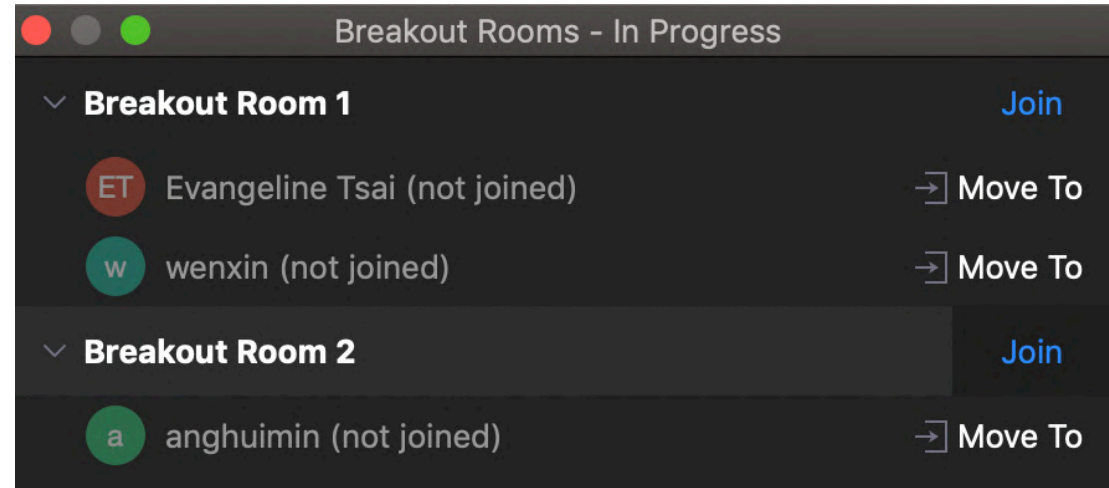 Breakout Rooms - In Progress
Breakout Room 1 Join
ET Evangeline Tsai (not joined) Move To
w wenxin (not joined) Move To
Breakout Room 2 Join
a anghuimin (not joined) Move To